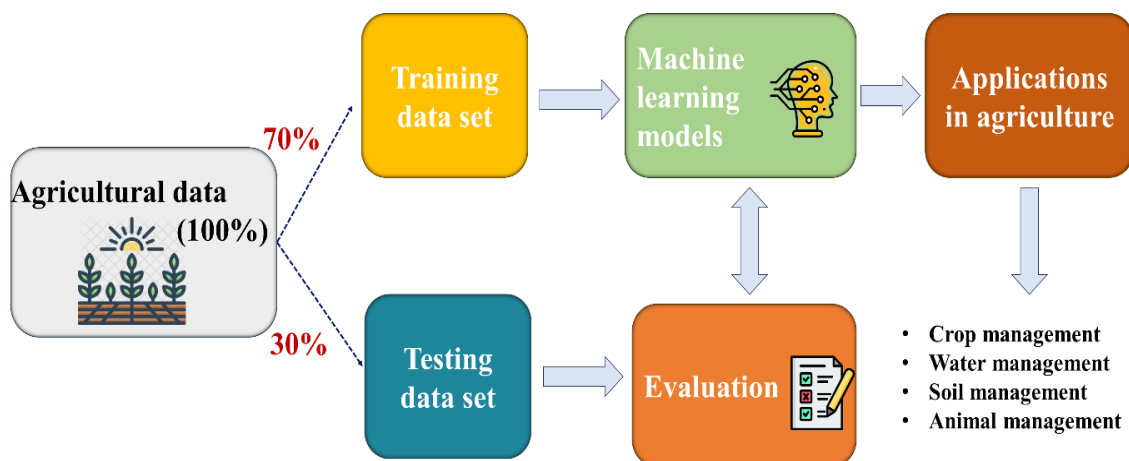 Agricultural data
(100%)
70%
30%
Training
data set
Machine
learning
models
Applications
in agriculture
Testing
data set
Evaluation
• Crop management
• Water management
• Soil management
• Animal management